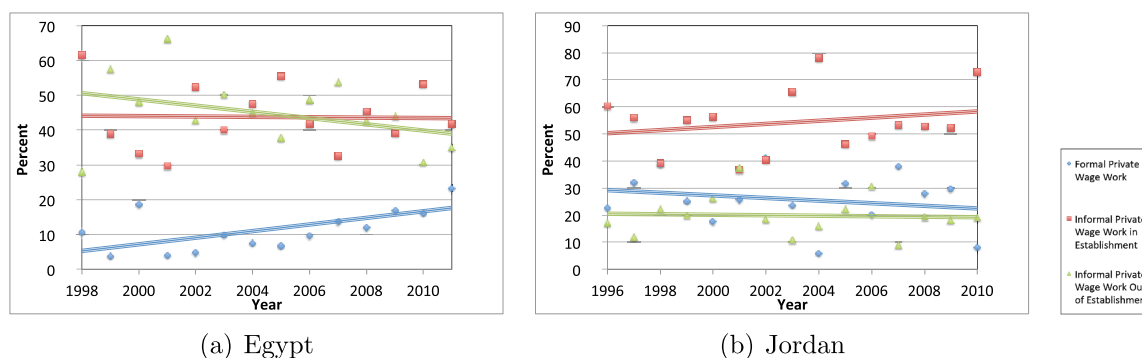 70
60
50
40
30
20
10
0
Percent
1998
2000
2002
2004
2006
2008
2010
Year
(a) Egypt
90
80
70
60
50
40
30
20
10
0
Percent
1996
1998
2000
2002
2004
2006
2008
2010
Year
(b) Jordan
Formal Private
Wage Work
Informal Private
Wage Work in
Establishment
Informal Private
Wage Work Ou
of Establishment